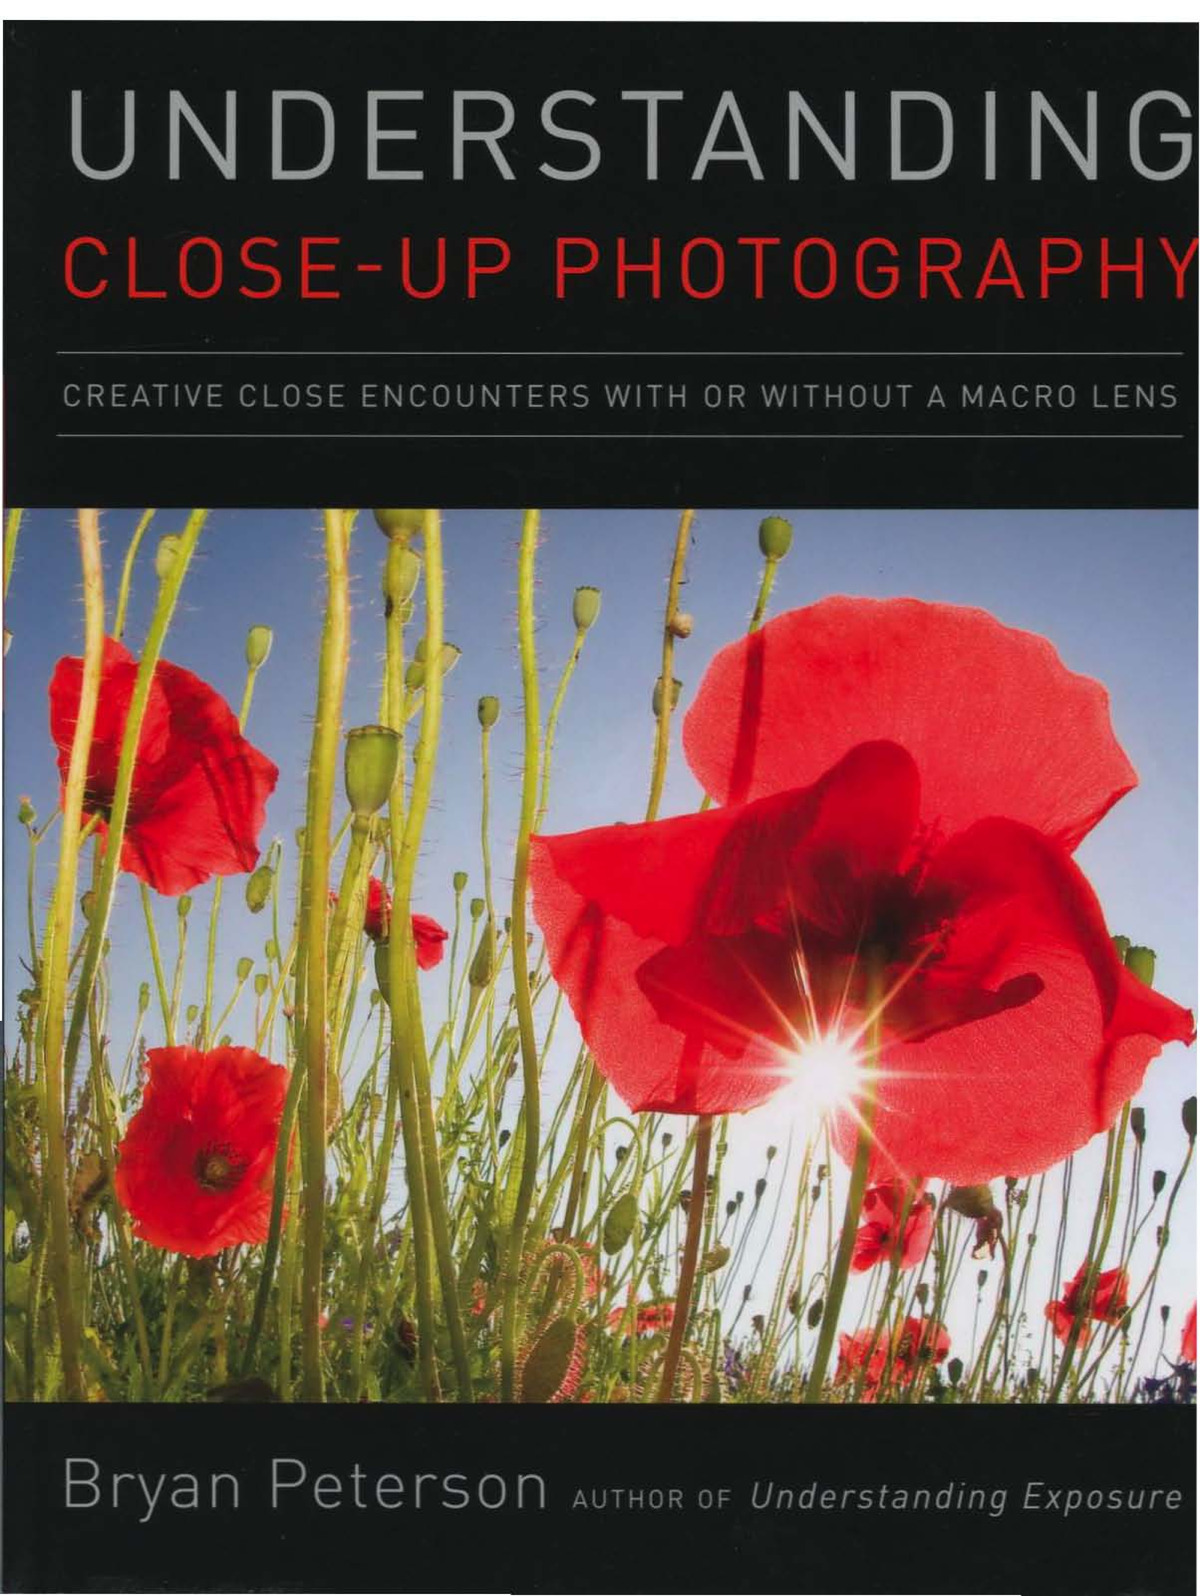 UNDERSTANDING
CLOSE-UP PHOTOGRAPHY
CREATIVE CLOSE ENCOUNTERS WITH OR WITHOUT A MACRO LENS
Bryan Peterson AUTHOR OF Understanding Exposure